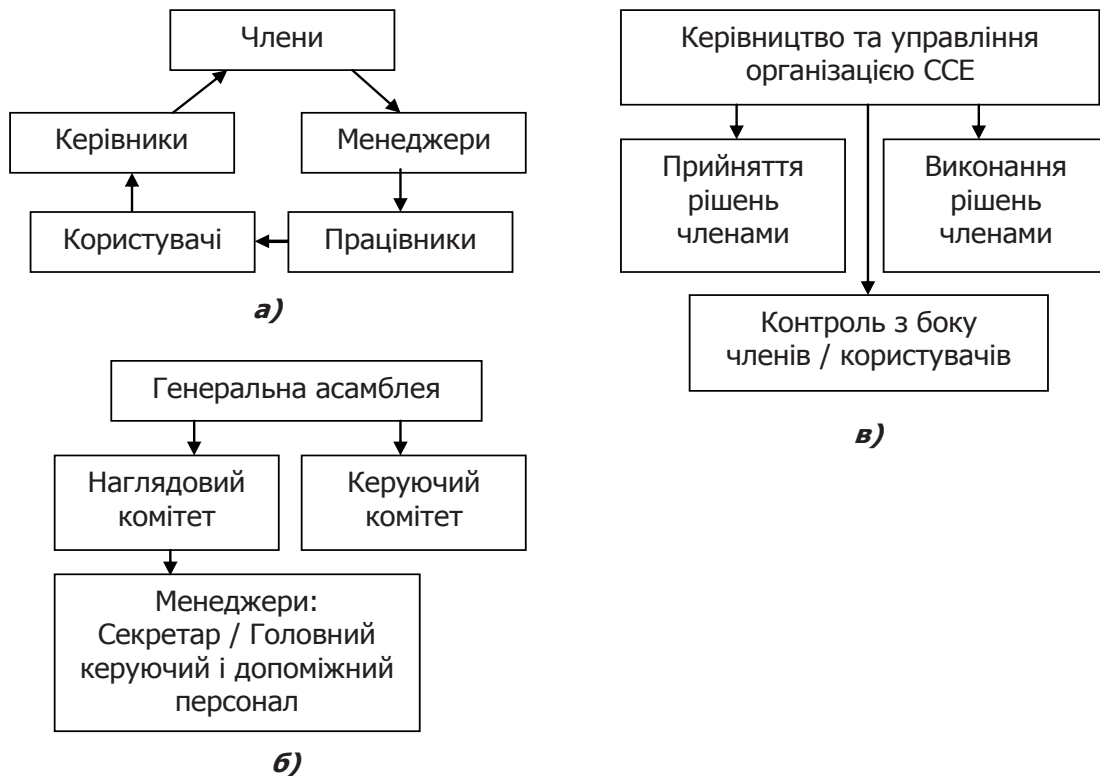 Члени
Керівники
Менеджери
Користувачі
Працівники
а)
Генеральна асамблея
Наглядовий
комітет
Керуючий
комітет
Менеджери:
Секретар / Головний
керуючий і допоміжний
персонал
б)
Керівництво та управління
організацією ССЕ
Прийняття
рішень
членами
Виконання
рішень
членами
Контроль з боку
членів / користувачів
в)